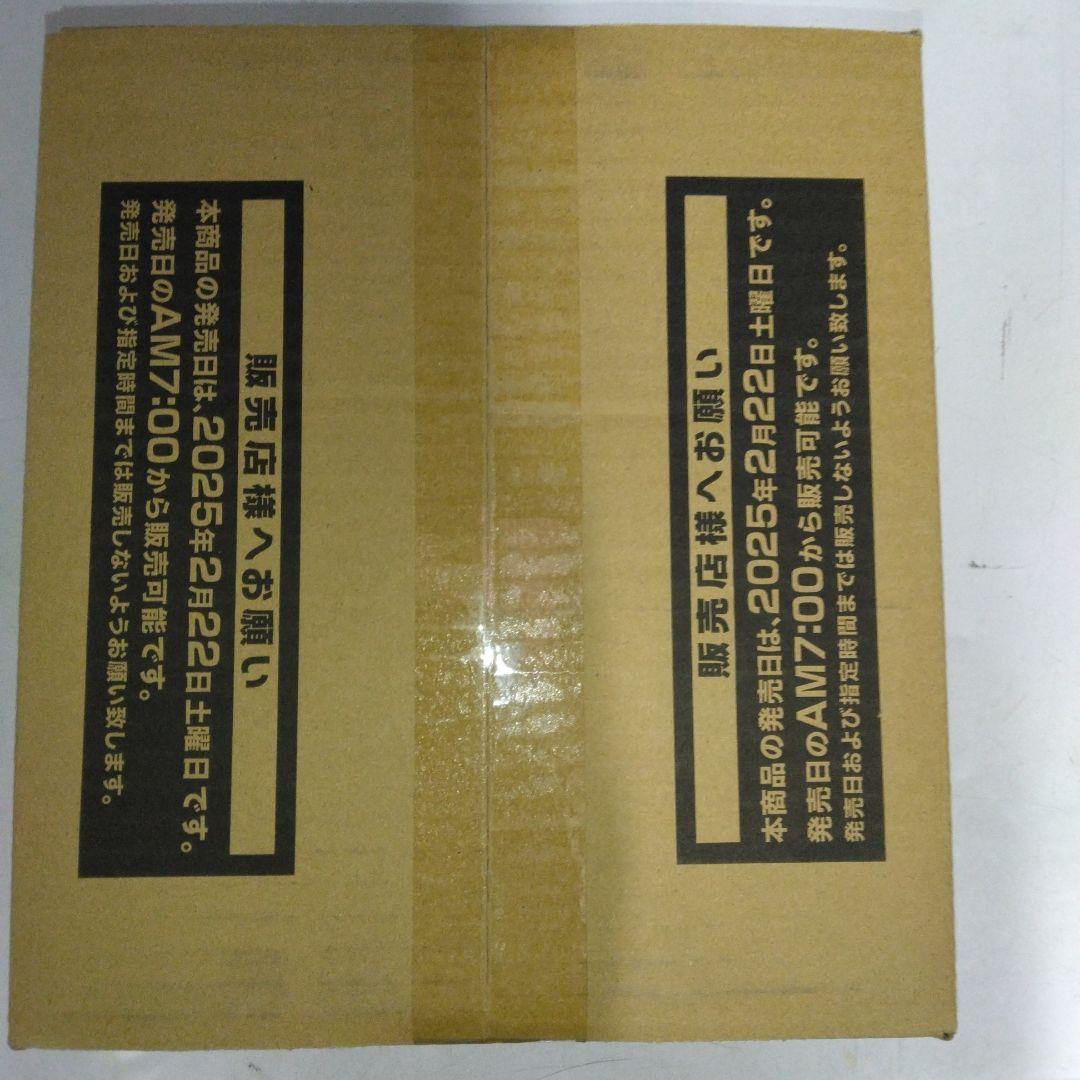 販売店様へお願い
本商品の発売日は、2025年2月22日土曜日です。
発売日のAM7:00から販売可能です。
発売日および指定時間までは販売しないようお願い致します。
販売店様へお願い
本商品の発売日は、2025年2月22日土曜日です。
発売日のAM7:00から販売可能です。
発売日および指定時間までは販売しないようお願い致します。